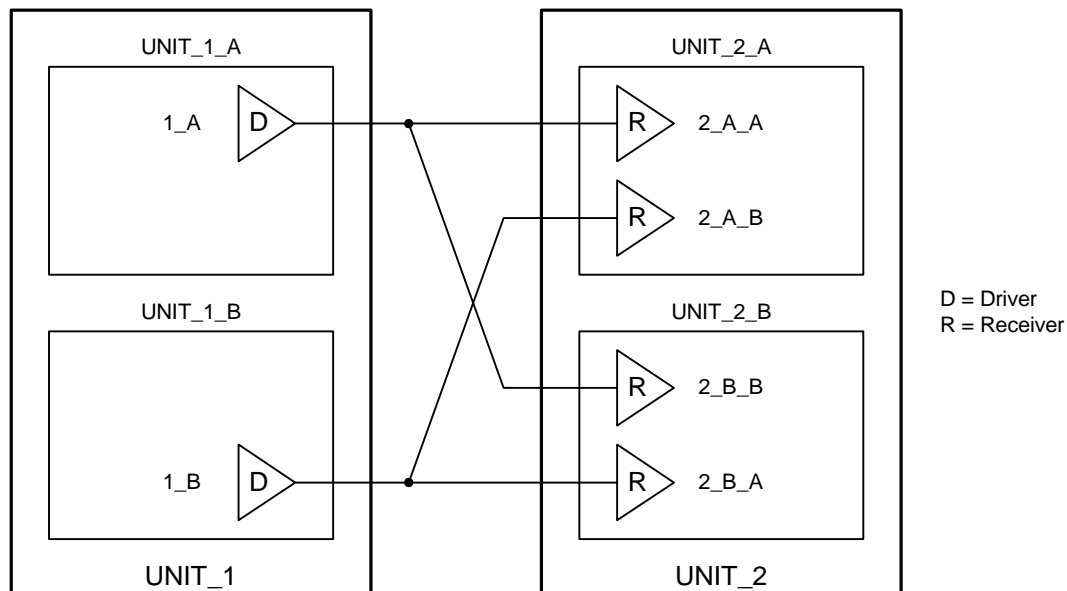 UNIT_1_A
1_A
D
UNIT_1_B
1_B
D
UNIT_1
UNIT_2_A
R
2_A_A
R
2_A_B
UNIT_2_B
R
2_B_B
R
2_B_A
UNIT_2
D = Driver
R = Receiver